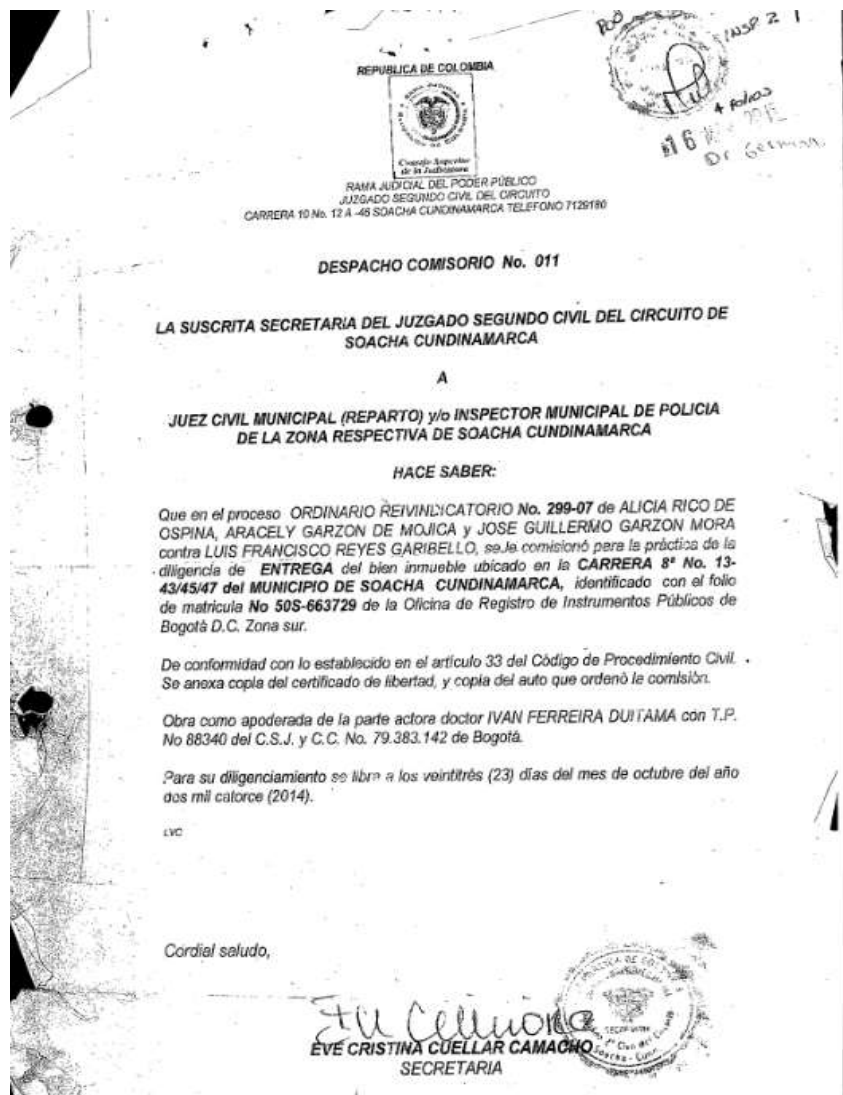 INSP 2 1
4 folios
16
Dr German
REPUBLICA DE COLOMBIA
Consejo Superior
de la Judicatura
RAMA JUDICIAL DEL PODER PÚBLICO
JUZGADO SEGUNDO CIVIL DEL CIRCUITO
CARRERA 10 No. 12 A -46 SOACHA CUNDINAMARCA TELEFONO 7129180
DESPACHO COMISORIO No. 011
LA SUSCRITA SECRETARIA DEL JUZGADO SEGUNDO CIVIL DEL CIRCUITO DE
SOACHA CUNDINAMARCA
A
JUEZ CIVIL MUNICIPAL (REPARTO) y/o INSPECTOR MUNICIPAL DE POLICIA
DE LA ZONA RESPECTIVA DE SOACHA CUNDINAMARCA
HACE SABER:
Que en el proceso ORDINARIO REIVINDICATORIO No. 299-07 de ALICIA RICO DE
OSPINA, ARACELY GARZON DE MOJICA y JOSE GUILLERMO GARZON MORA
contra LUIS FRANCISCO REYES GARIBELLO, se le comisionó para la práctica de la
diligencia de ENTREGA del bien inmueble ubicado en la CARRERA 8ª No. 13-
43/45/47 del MUNICIPIO DE SOACHA CUNDINAMARCA, identificado con el folio
de matricula No 50S-663729 de la Oficina de Registro de Instrumentos Públicos de
Bogotá D.C. Zona sur.
De conformidad con lo establecido en el artículo 33 del Código de Procedimiento Civil.
Se anexa copia del certificado de libertad, y copia del auto que ordenó la comisión.
Obra como apoderada de la parte actora doctor IVAN FERREIRA DUITAMA con T.P.
No 88340 del C.S.J. y C.C. No. 79.383.142 de Bogotá.
Para su diligenciamiento se libra a los veintitrés (23) días del mes de octubre del año
dos mil catorce (2014).
LVC
Cordial saludo,
EVE CRISTINA CUELLAR CAMACHO
SECRETARIA